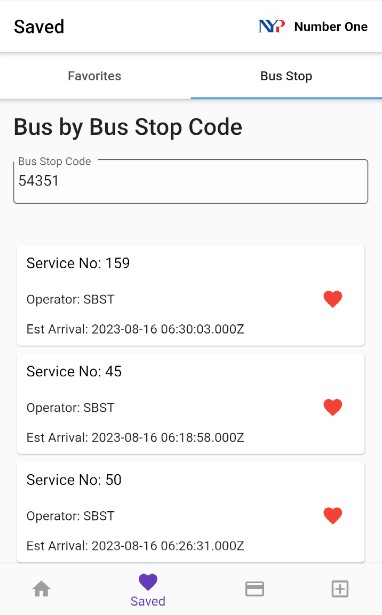 Saved
NYP Number One
Favorites Bus Stop
Bus by Bus Stop Code
Bus Stop Code
54351
Service No: 159
Operator: SBST
Est Arrival: 2023-08-16 06:30:03.000Z
Service No: 45
Operator: SBST
Est Arrival: 2023-08-16 06:18:58.000Z
Service No: 50
Operator: SBST
Est Arrival: 2023-08-16 06:26:31.000Z
Saved